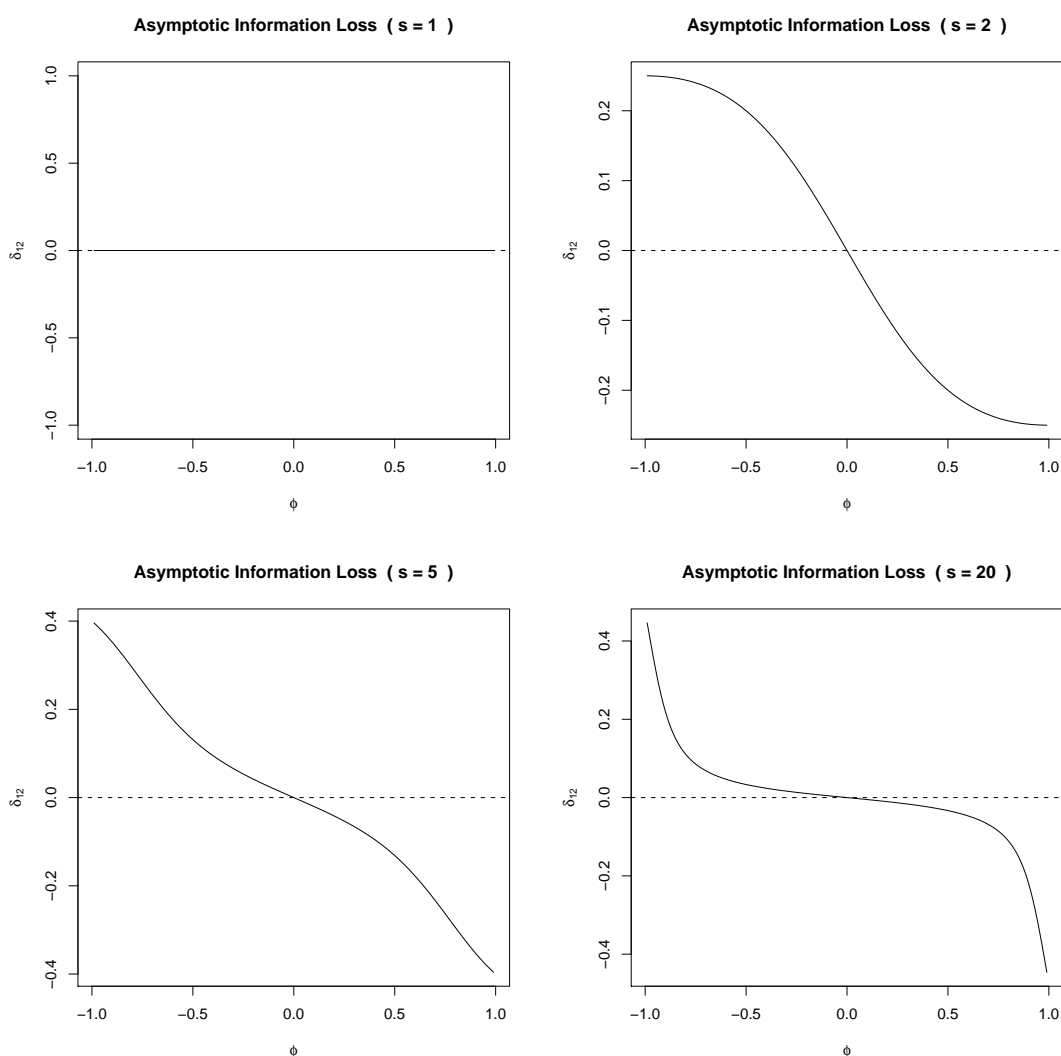 Asymptotic Information Loss ( s = 1 )
δ12
1.0
0.5
0.0
−0.5
−1.0
−1.0 −0.5 0.0 0.5 1.0
ϕ
Asymptotic Information Loss ( s = 2 )
δ12
0.2
0.1
0.0
−0.1
−0.2
−1.0 −0.5 0.0 0.5 1.0
ϕ
Asymptotic Information Loss ( s = 5 )
δ12
0.4
0.2
0.0
−0.2
−0.4
−1.0 −0.5 0.0 0.5 1.0
ϕ
Asymptotic Information Loss ( s = 20 )
δ12
0.4
0.2
0.0
−0.2
−0.4
−1.0 −0.5 0.0 0.5 1.0
ϕ